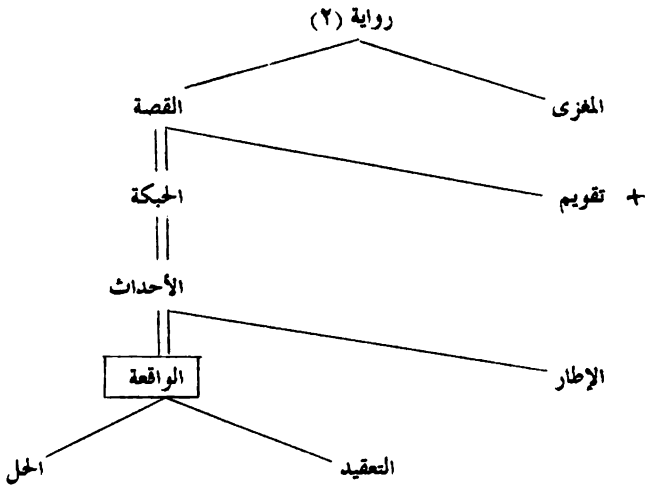 رواية (٢)
المغزى
القصة
+ تقويم
الحبكة
الأحداث
الإطار
الواقعة
التعقيد
الحل